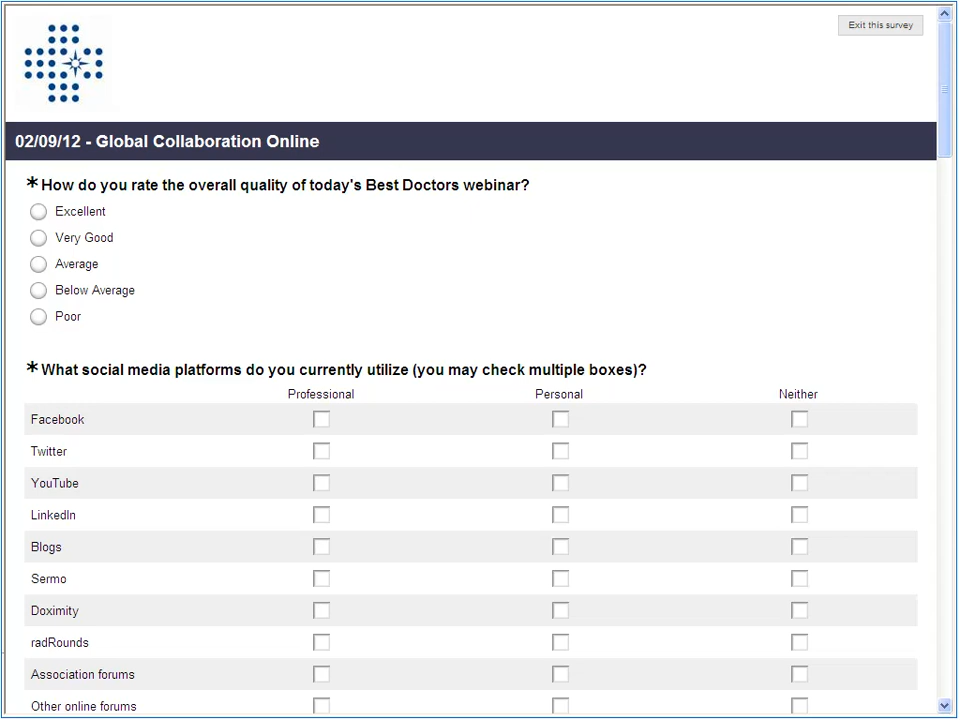 Exit this survey
02/09/12 - Global Collaboration Online
*How do you rate the overall quality of today's Best Doctors webinar?
Excellent
Very Good
Average
Below Average
Poor
*What social media platforms do you currently utilize (you may check multiple boxes)?
Professional Personal Neither
Facebook
Twitter
YouTube
LinkedIn
Blogs
Sermo
Doximity
radRounds
Association forums
Other online forums